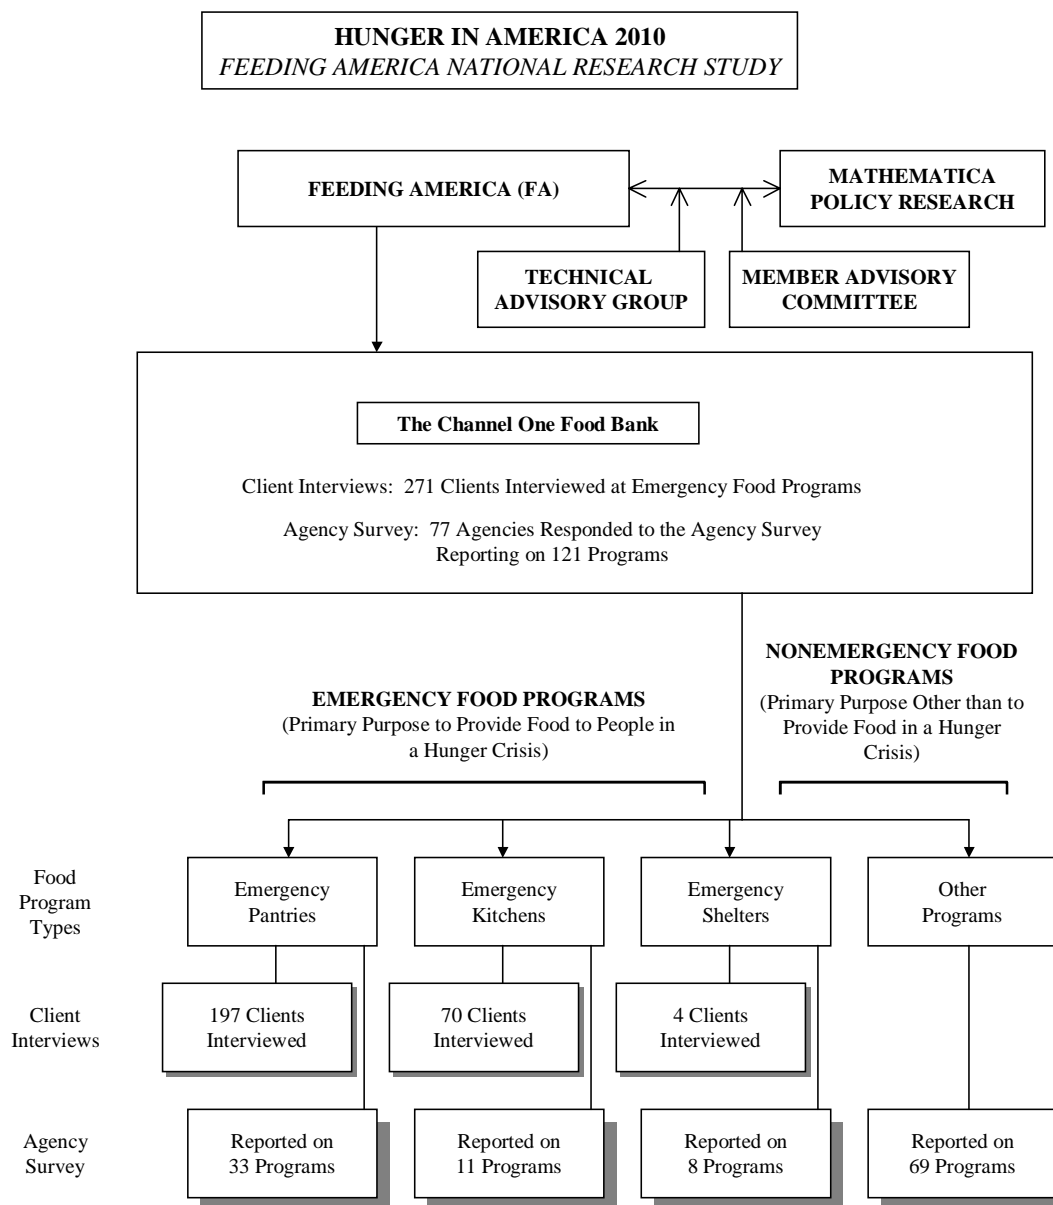 HUNGER IN AMERICA 2010
FEEDING AMERICA NATIONAL RESEARCH STUDY
FEEDING AMERICA (FA)
MATHEMATICA
POLICY RESEARCH
TECHNICAL
ADVISORY GROUP
MEMBER ADVISORY
COMMITTEE
The Channel One Food Bank
Client Interviews: 271 Clients Interviewed at Emergency Food Programs
Agency Survey: 77 Agencies Responded to the Agency Survey
Reporting on 121 Programs
EMERGENCY FOOD PROGRAMS
(Primary Purpose to Provide Food to People in
a Hunger Crisis)
NONEMERGENCY FOOD
PROGRAMS
(Primary Purpose Other than to
Provide Food in a Hunger
Crisis)
Food
Program
Types
Emergency
Pantries
Emergency
Kitchens
Emergency
Shelters
Other
Programs
Client
Interviews
197 Clients
Interviewed
70 Clients
Interviewed
4 Clients
Interviewed
Agency
Survey
Reported on
33 Programs
Reported on
11 Programs
Reported on
8 Programs
Reported on
69 Programs